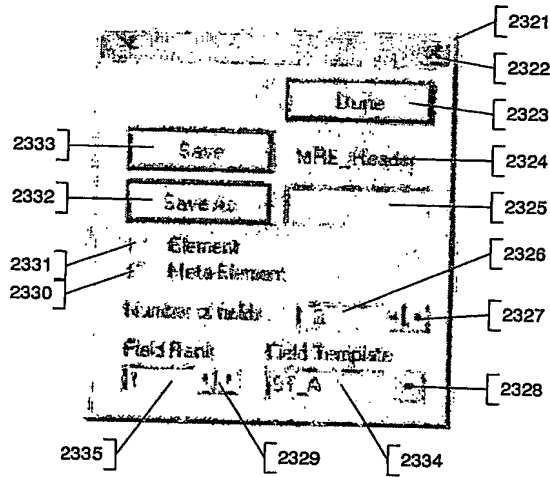 2321
2322
Done
2323
2333
Save
MRE_Header
2324
2332
Save As
2325
2331
Element
2326
2330
Meta-Element
Number of fields
2327
Field Rank
Field Template
1
ST_A
2328
2335
2329
2334